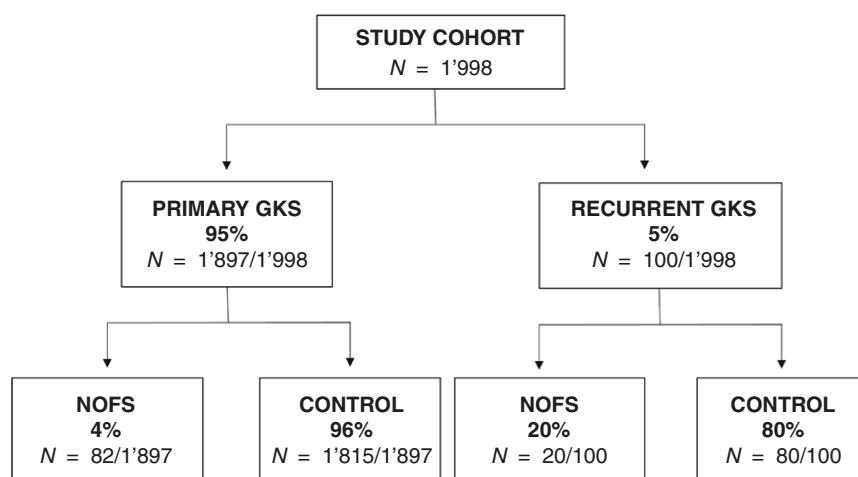 STUDY COHORT
N = 1’998
PRIMARY GKS
95%
N = 1’897/1’998
RECURRENT GKS
5%
N = 100/1’998
NOFS
4%
N = 82/1’897
CONTROL
96%
N = 1’815/1’897
NOFS
20%
N = 20/100
CONTROL
80%
N = 80/100